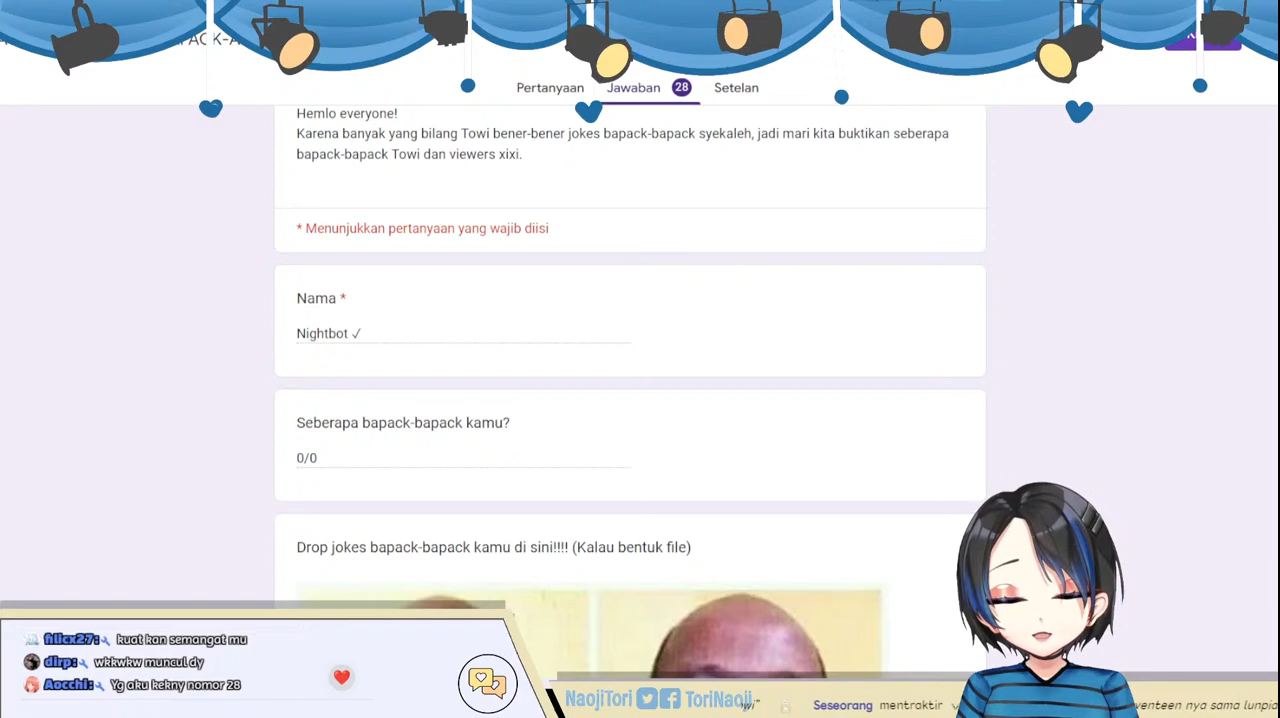 Pertanyaan Jawaban 28 Setelan
Hemlo everyone!
Karena banyak yang bilang Towi bener-bener jokes bapack-bapack syekaleh, jadi mari kita buktikan seberapa
bapack-bapack Towi dan viewers xixi.
* Menunjukkan pertanyaan yang wajib diisi
Nama *
Nightbot ✓
Seberapa bapack-bapack kamu?
0/0
Drop jokes bapack-bapack kamu di sini!!!! (Kalau bentuk file)
filicx27: kuat kan semangat mu
dirp: wkkwkw muncul dy
Aocchi: Yg aku kekny nomor 28
NaojiTori ToriNaoji
Seseorang mentraktir
venteen nya sama lunpia